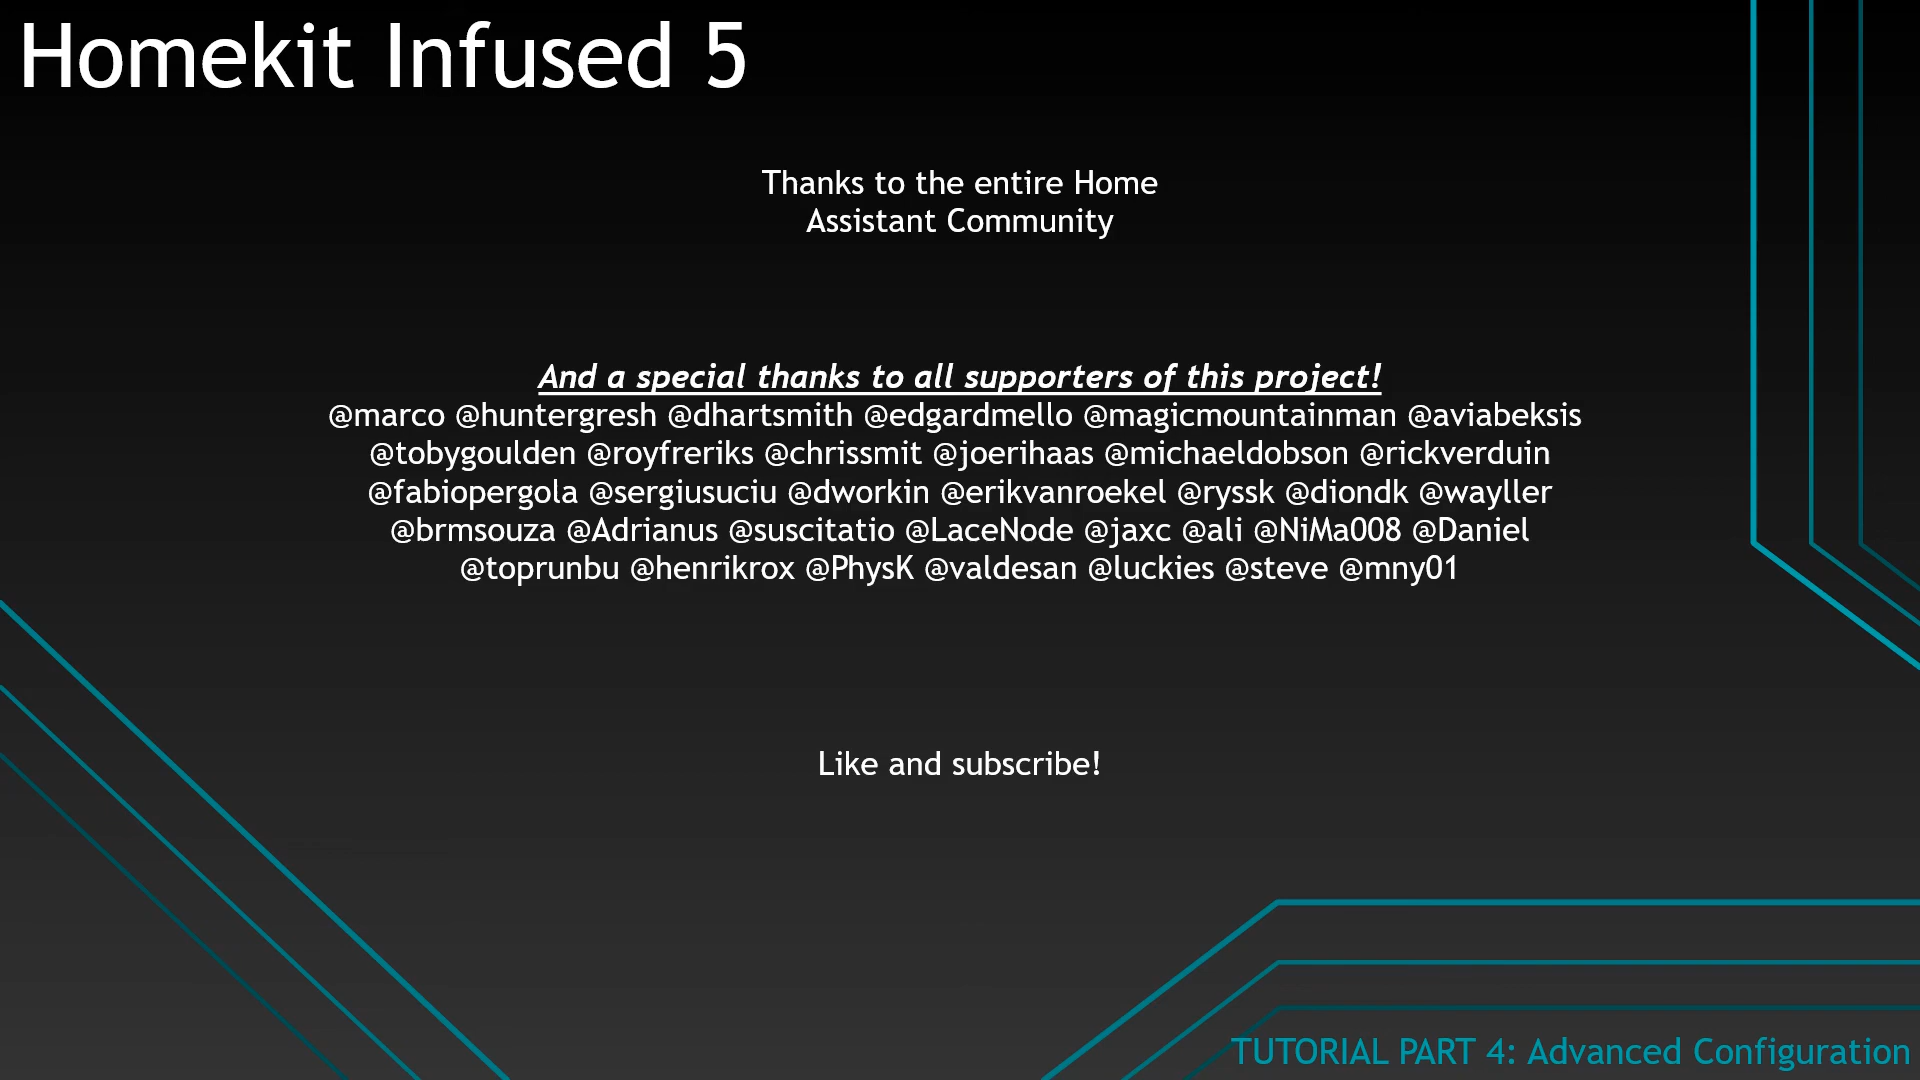 Homekit Infused 5
Thanks to the entire Home
Assistant Community
And a special thanks to all supporters of this project!
@marco @huntergresh @dhartsmith @edgardmello @magicmountainman @aviabeksis
@tobygoulden @royfreriks @chrissmit @joerihaas @michaeldobson @rickverduin
@fabiopergola @sergiusuciu @dworkin @erikvanroekel @ryssk @diondk @wayller
@brmsouza @Adrianus @suscitatio @LaceNode @jaxc @ali @NiMa008 @Daniel
@toprunbu @henrikrox @PhysK @valdesan @luckies @steve @mny01
Like and subscribe!
TUTORIAL PART 4: Advanced Configuration